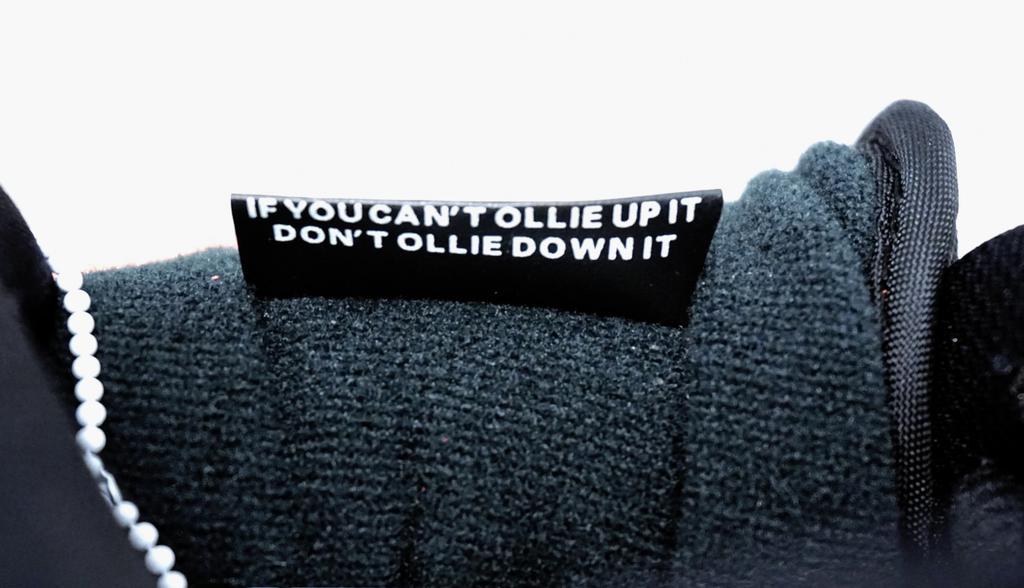 IF YOU CAN'T OLLIE UP IT
DON'T OLLIE DOWN IT